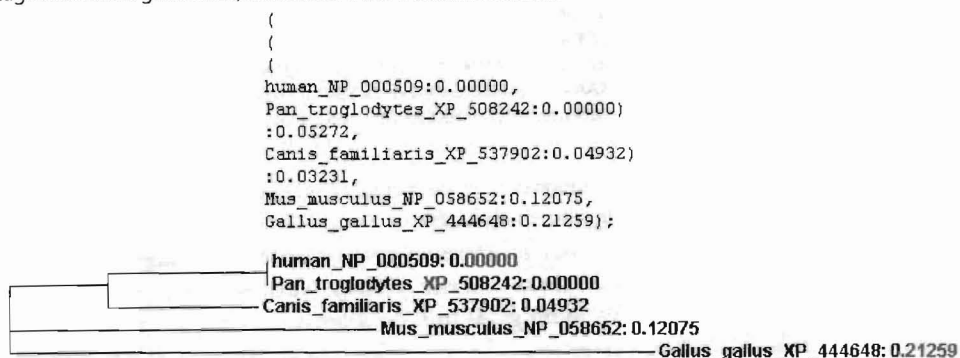 (
(
(
human_NP_000509:0.00000,
Pan_troglodytes_XP_508242:0.00000)
:0.05272,
Canis_familiaris_XP_537902:0.04932)
:0.03231,
Mus_musculus_NP_058652:0.12075,
Gallus_gallus_XP_444648:0.21259);
human_NP_000509: 0.00000
Pan_troglodytes_XP_508242: 0.00000
Canis_familiaris_XP_537902: 0.04932
Mus_musculus_NP_058652: 0.12075
Gallus_gallus_XP_444648: 0.21259